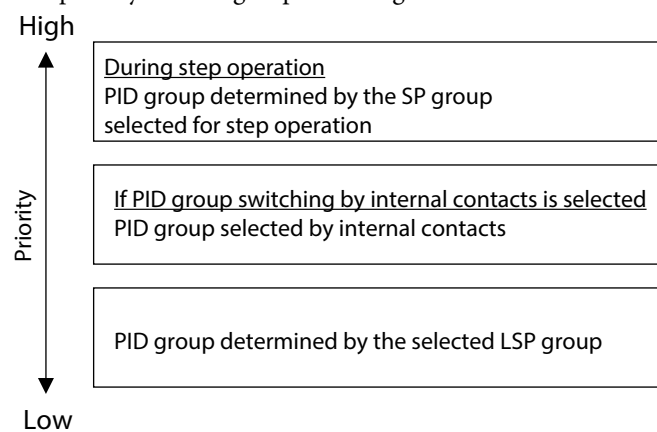 High
During step operation
PID group determined by the SP group
selected for step operation
Priority
If PID group switching by internal contacts is selected
PID group selected by internal contacts
PID group determined by the selected LSP group
Low